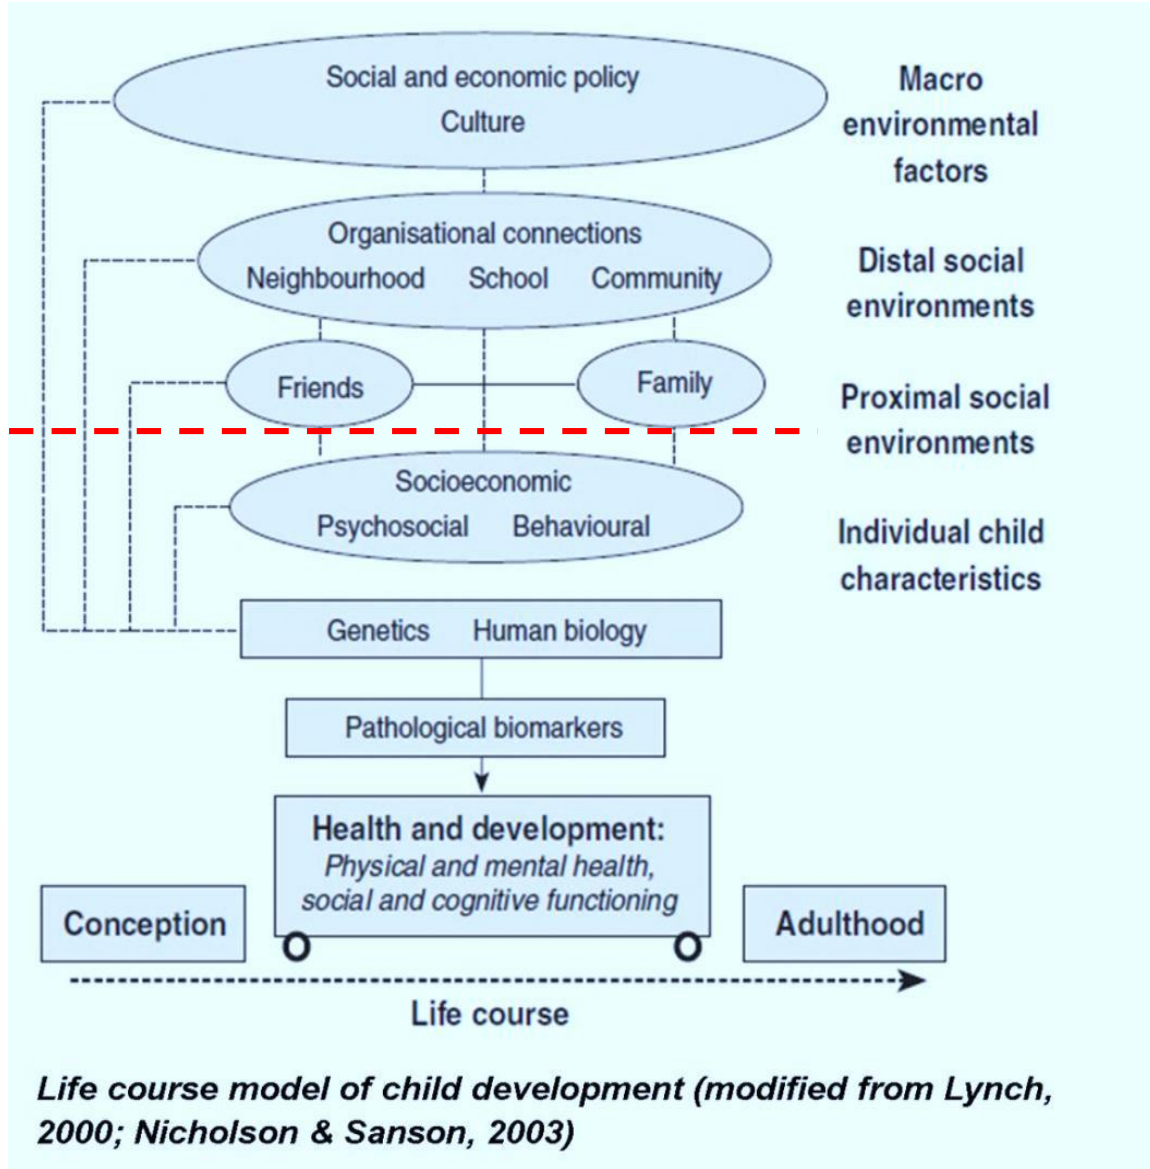 Social and economic policy
Culture
Macro
environmental
factors
Organisational connections
Neighbourhood School Community
Distal social
environments
Friends
Family
Proximal social
environments
Socioeconomic
Psychosocial Behavioural
Individual child
characteristics
Genetics Human biology
Pathological biomarkers
Health and development:
Physical and mental health,
social and cognitive functioning
Conception
Adulthood
Life course
Life course model of child development (modified from Lynch,
2000; Nicholson & Sanson, 2003)